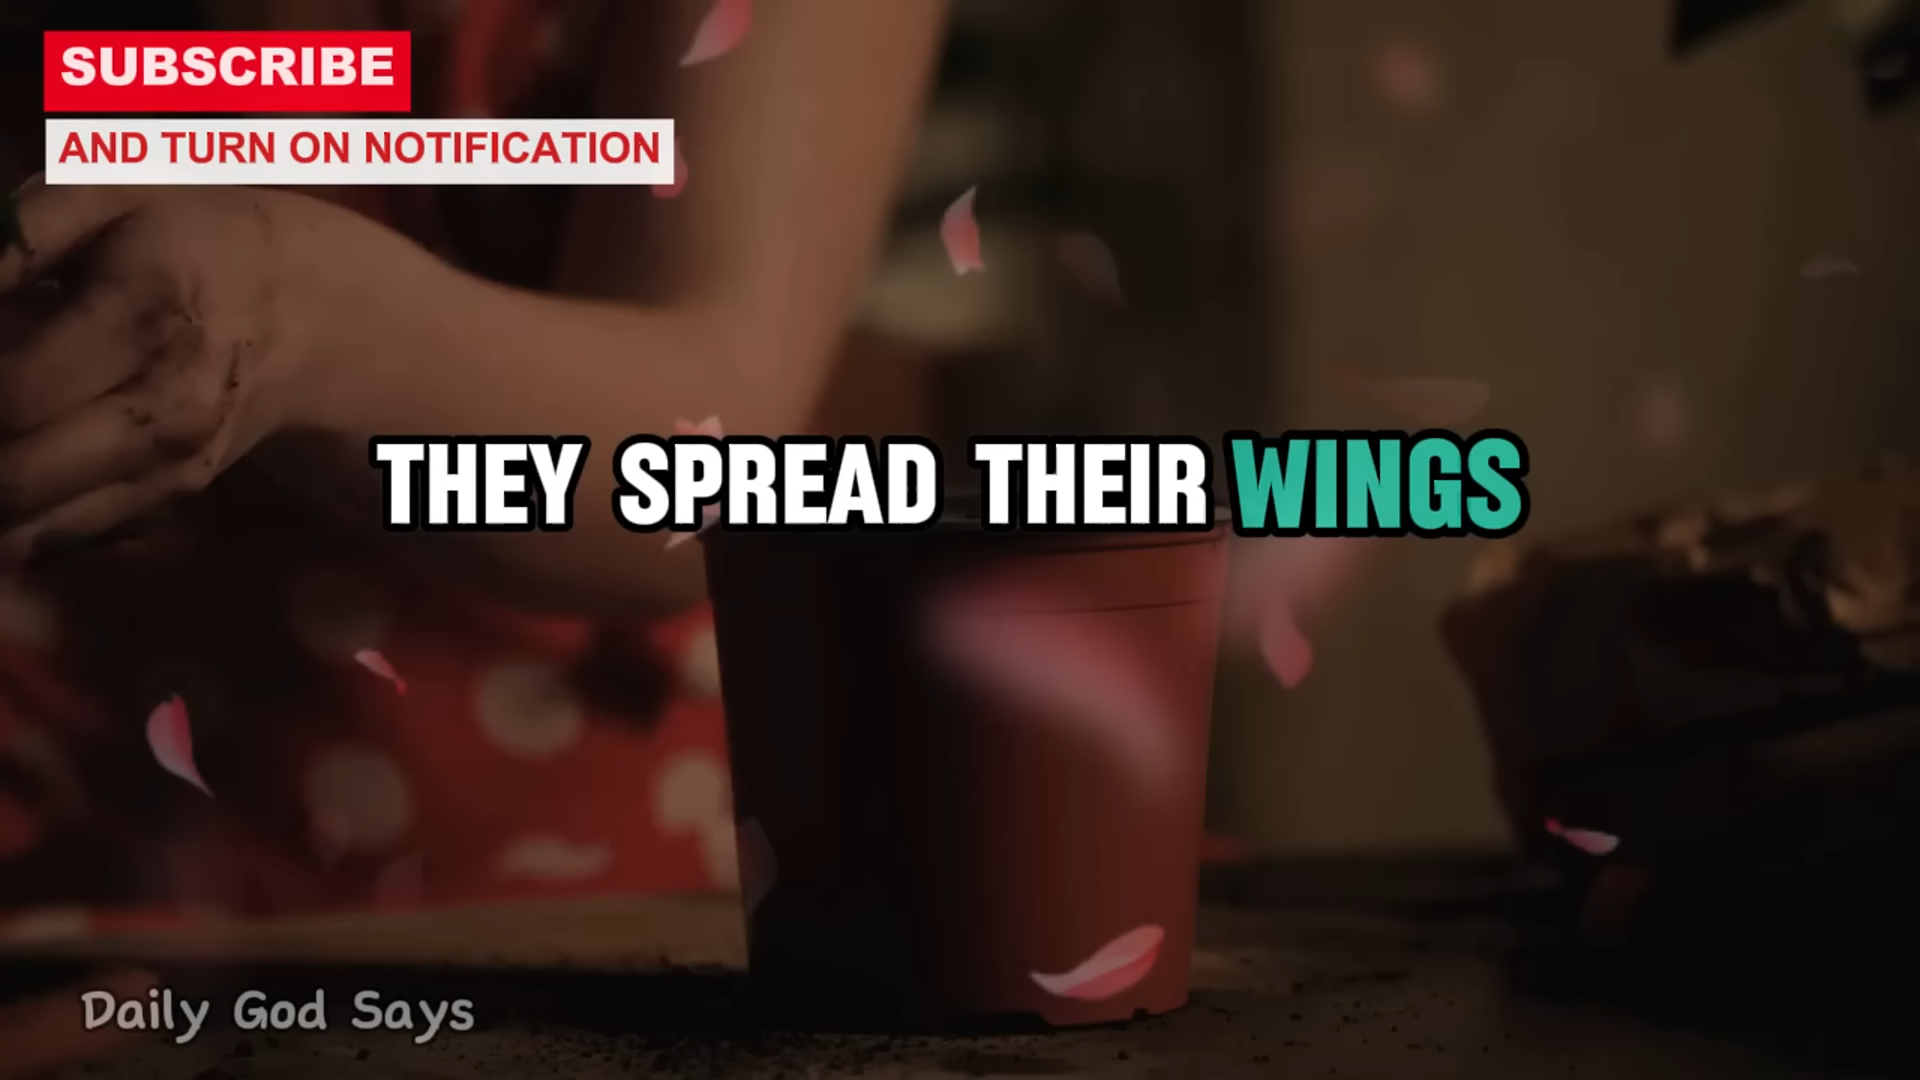 SUBSCRIBE
AND TURN ON NOTIFICATION
THEY SPREAD THEIR WINGS
Daily God Says